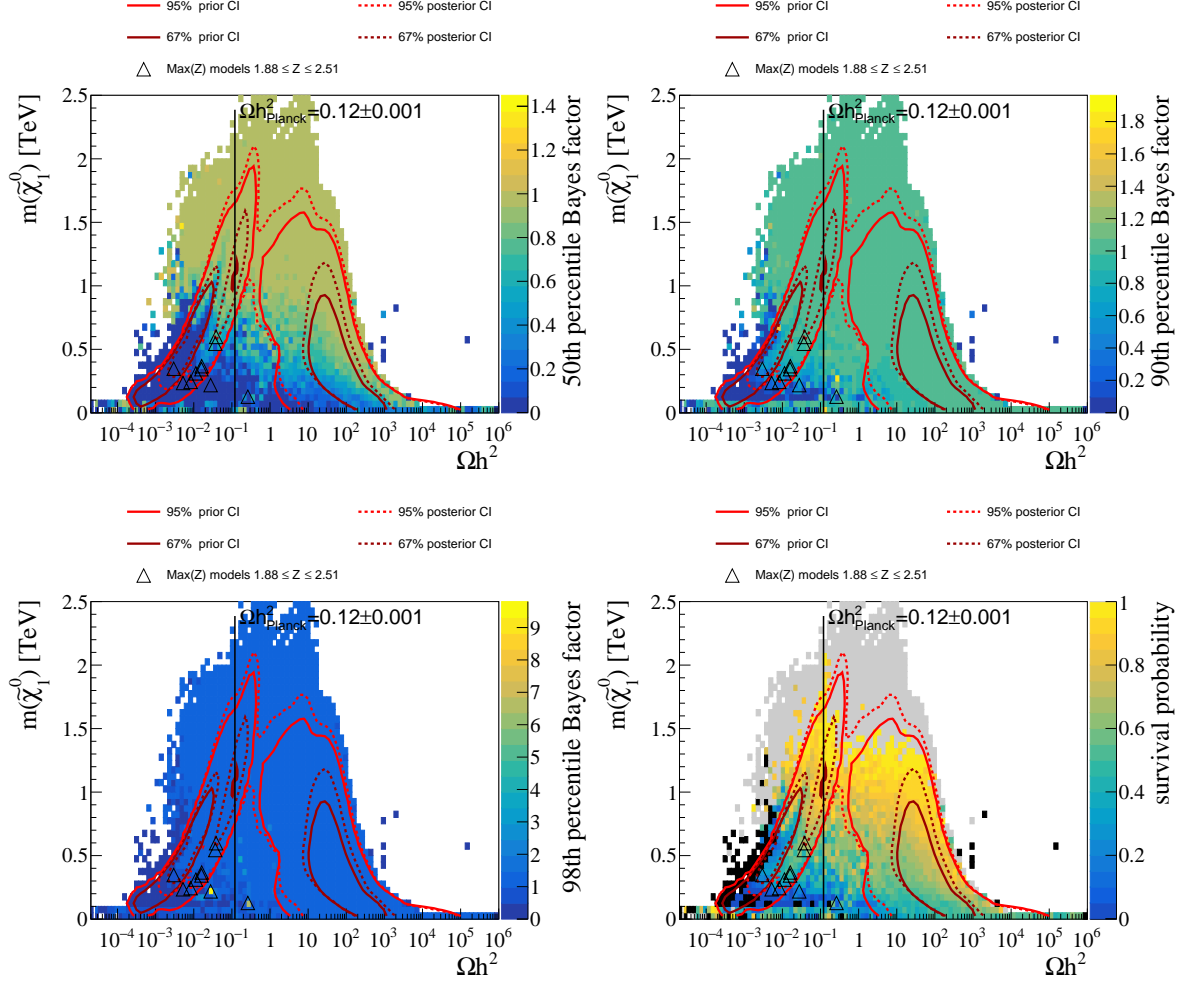 95% prior CI
95% posterior CI
67% prior CI
67% posterior CI
Max(Z) models 1.88 ≤ Z ≤ 2.51
m(χ̃⁰₁) [TeV]
2.5
2
1.5
1
0.5
0
Ωh²Planck=0.12±0.001
10⁻⁴ 10⁻³ 10⁻² 10⁻¹ 1 10 10² 10³ 10⁴ 10⁵ 10⁶
Ωh²
1.4
1.2
1
0.8
0.6
0.4
0.2
0
50th percentile Bayes factor
95% prior CI
95% posterior CI
67% prior CI
67% posterior CI
Max(Z) models 1.88 ≤ Z ≤ 2.51
m(χ̃⁰₁) [TeV]
2.5
2
1.5
1
0.5
0
Ωh²Planck=0.12±0.001
10⁻⁴ 10⁻³ 10⁻² 10⁻¹ 1 10 10² 10³ 10⁴ 10⁵ 10⁶
Ωh²
1.8
1.6
1.4
1.2
1
0.8
0.6
0.4
0.2
0
90th percentile Bayes factor
95% prior CI
95% posterior CI
67% prior CI
67% posterior CI
Max(Z) models 1.88 ≤ Z ≤ 2.51
m(χ̃⁰₁) [TeV]
2.5
2
1.5
1
0.5
0
Ωh²Planck=0.12±0.001
10⁻⁴ 10⁻³ 10⁻² 10⁻¹ 1 10 10² 10³ 10⁴ 10⁵ 10⁶
Ωh²
9
8
7
6
5
4
3
2
1
0
98th percentile Bayes factor
95% prior CI
95% posterior CI
67% prior CI
67% posterior CI
Max(Z) models 1.88 ≤ Z ≤ 2.51
m(χ̃⁰₁) [TeV]
2.5
2
1.5
1
0.5
0
Ωh²Planck=0.12±0.001
10⁻⁴ 10⁻³ 10⁻² 10⁻¹ 1 10 10² 10³ 10⁴ 10⁵ 10⁶
Ωh²
1
0.8
0.6
0.4
0.2
0
survival probability